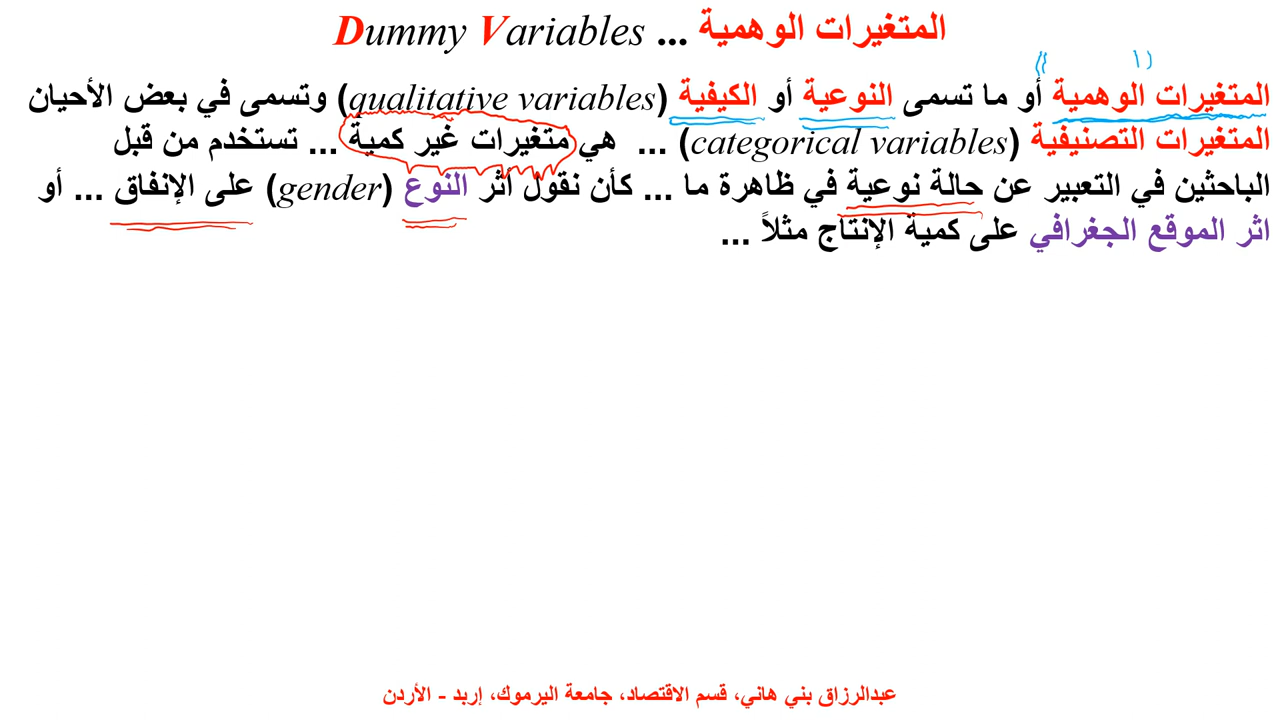 المتغيرات الوهمية ... Dummy Variables
المتغيرات الوهمية أو ما تسمى النوعية أو الكيفية (qualitative variables) وتسمى في بعض الأحيان
المتغيرات التصنيفية (categorical variables) ... هي متغيرات غير كمية ... تستخدم من قبل
الباحثين في التعبير عن حالة نوعية في ظاهرة ما ... كأن نقول أثر النوع (gender) على الإنفاق ... أو
اثر الموقع الجغرافي على كمية الإنتاج مثلاً ...
عبدالرزاق بني هاني، قسم الاقتصاد، جامعة اليرموك، إربد - الأردن